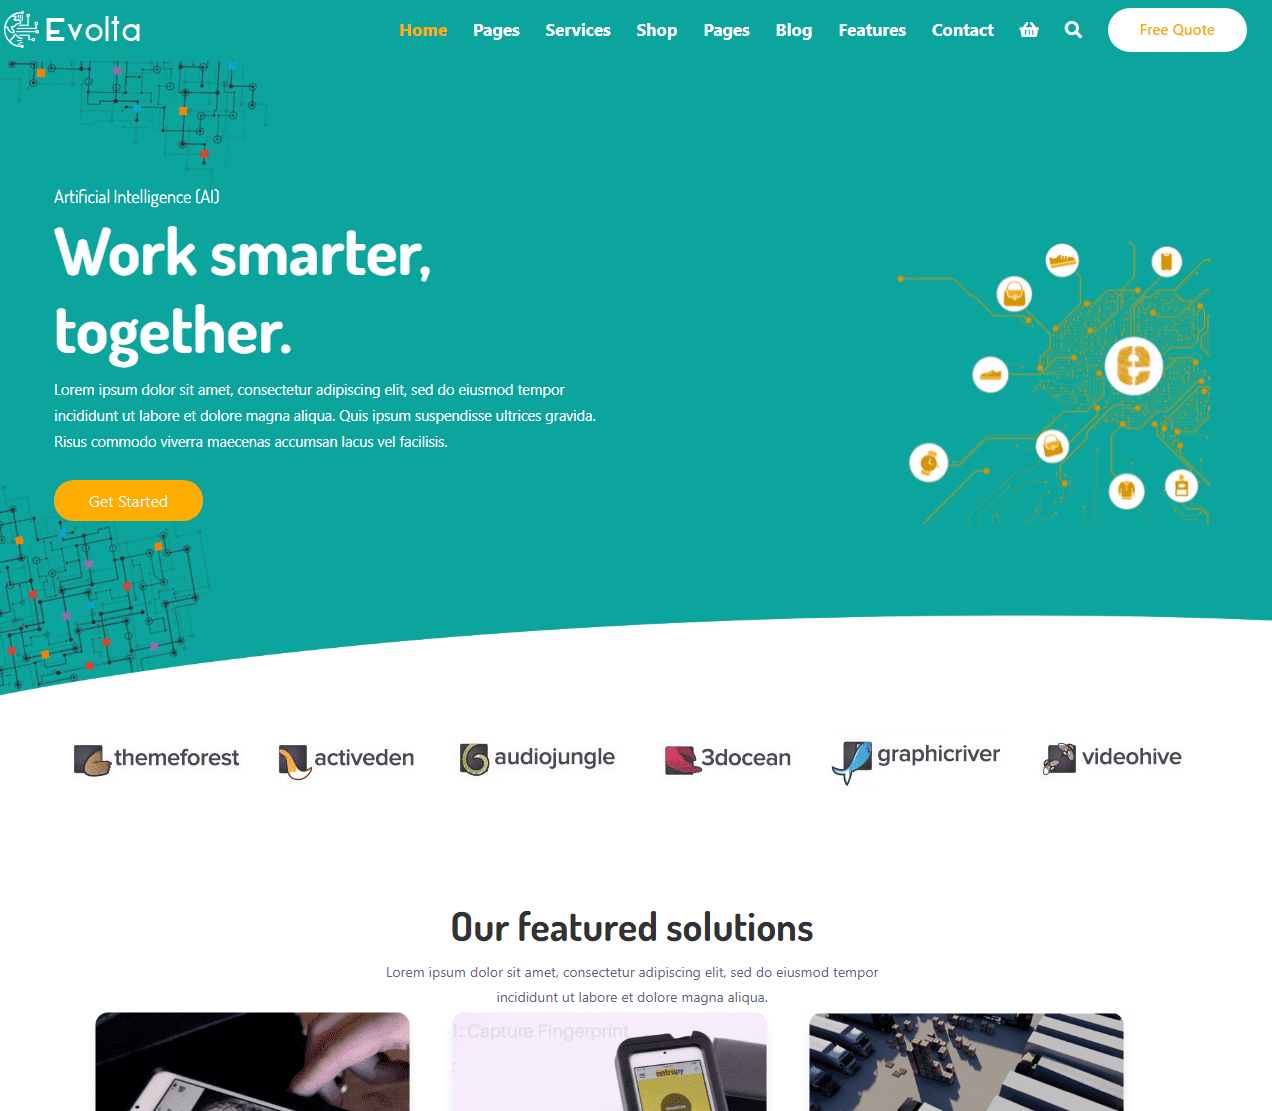 Evolta
Home Pages Services Shop Pages Blog Features Contact Free Quote
Artificial Intelligence (AI)
Work smarter,
together.
Lorem ipsum dolor sit amet, consectetur adipiscing elit, sed do eiusmod tempor
incididunt ut labore et dolore magna aliqua. Quis ipsum suspendisse ultrices gravida.
Risus commodo viverra maecenas accumsan lacus vel facilisis.
e
Get Started
themeforest activeden audiojungle 3docean graphicriver videohive
Our featured solutions
Lorem ipsum dolor sit amet, consectetur adipiscing elit, sed do eiusmod tempor
incididunt ut labore et dolore magna aliqua.
1: Capture Fingerprint
entrupy